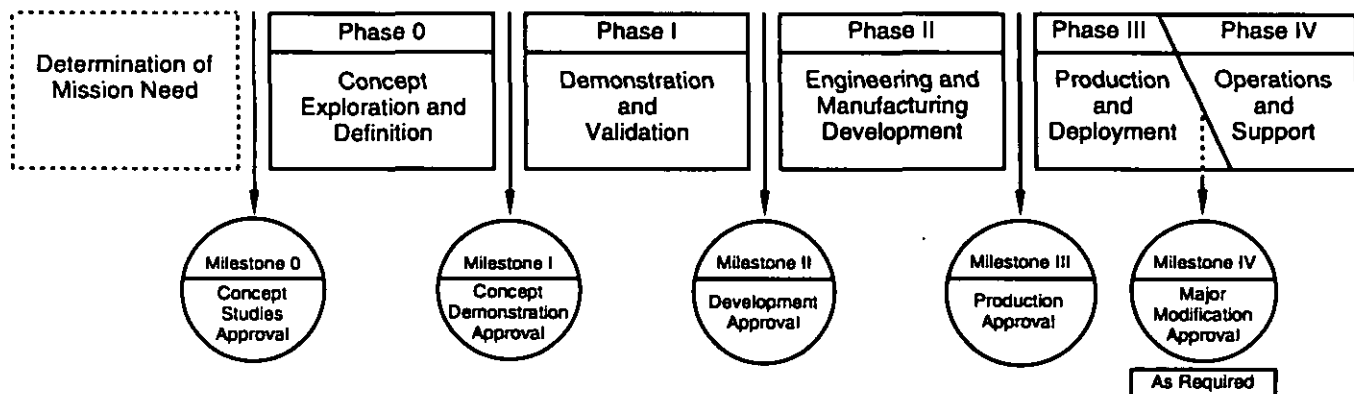 Determination of
Mission Need
Phase 0
Concept
Exploration and
Definition
Phase I
Demonstration
and
Validation
Phase II
Engineering and
Manufacturing
Development
Phase III
Production
and
Deployment
Phase IV
Operations
and
Support
Milestone 0
Concept
Studies
Approval
Milestone I
Concept
Demonstration
Approval
Milestone II
Development
Approval
Milestone III
Production
Approval
Milestone IV
Major
Modification
Approval
As Required